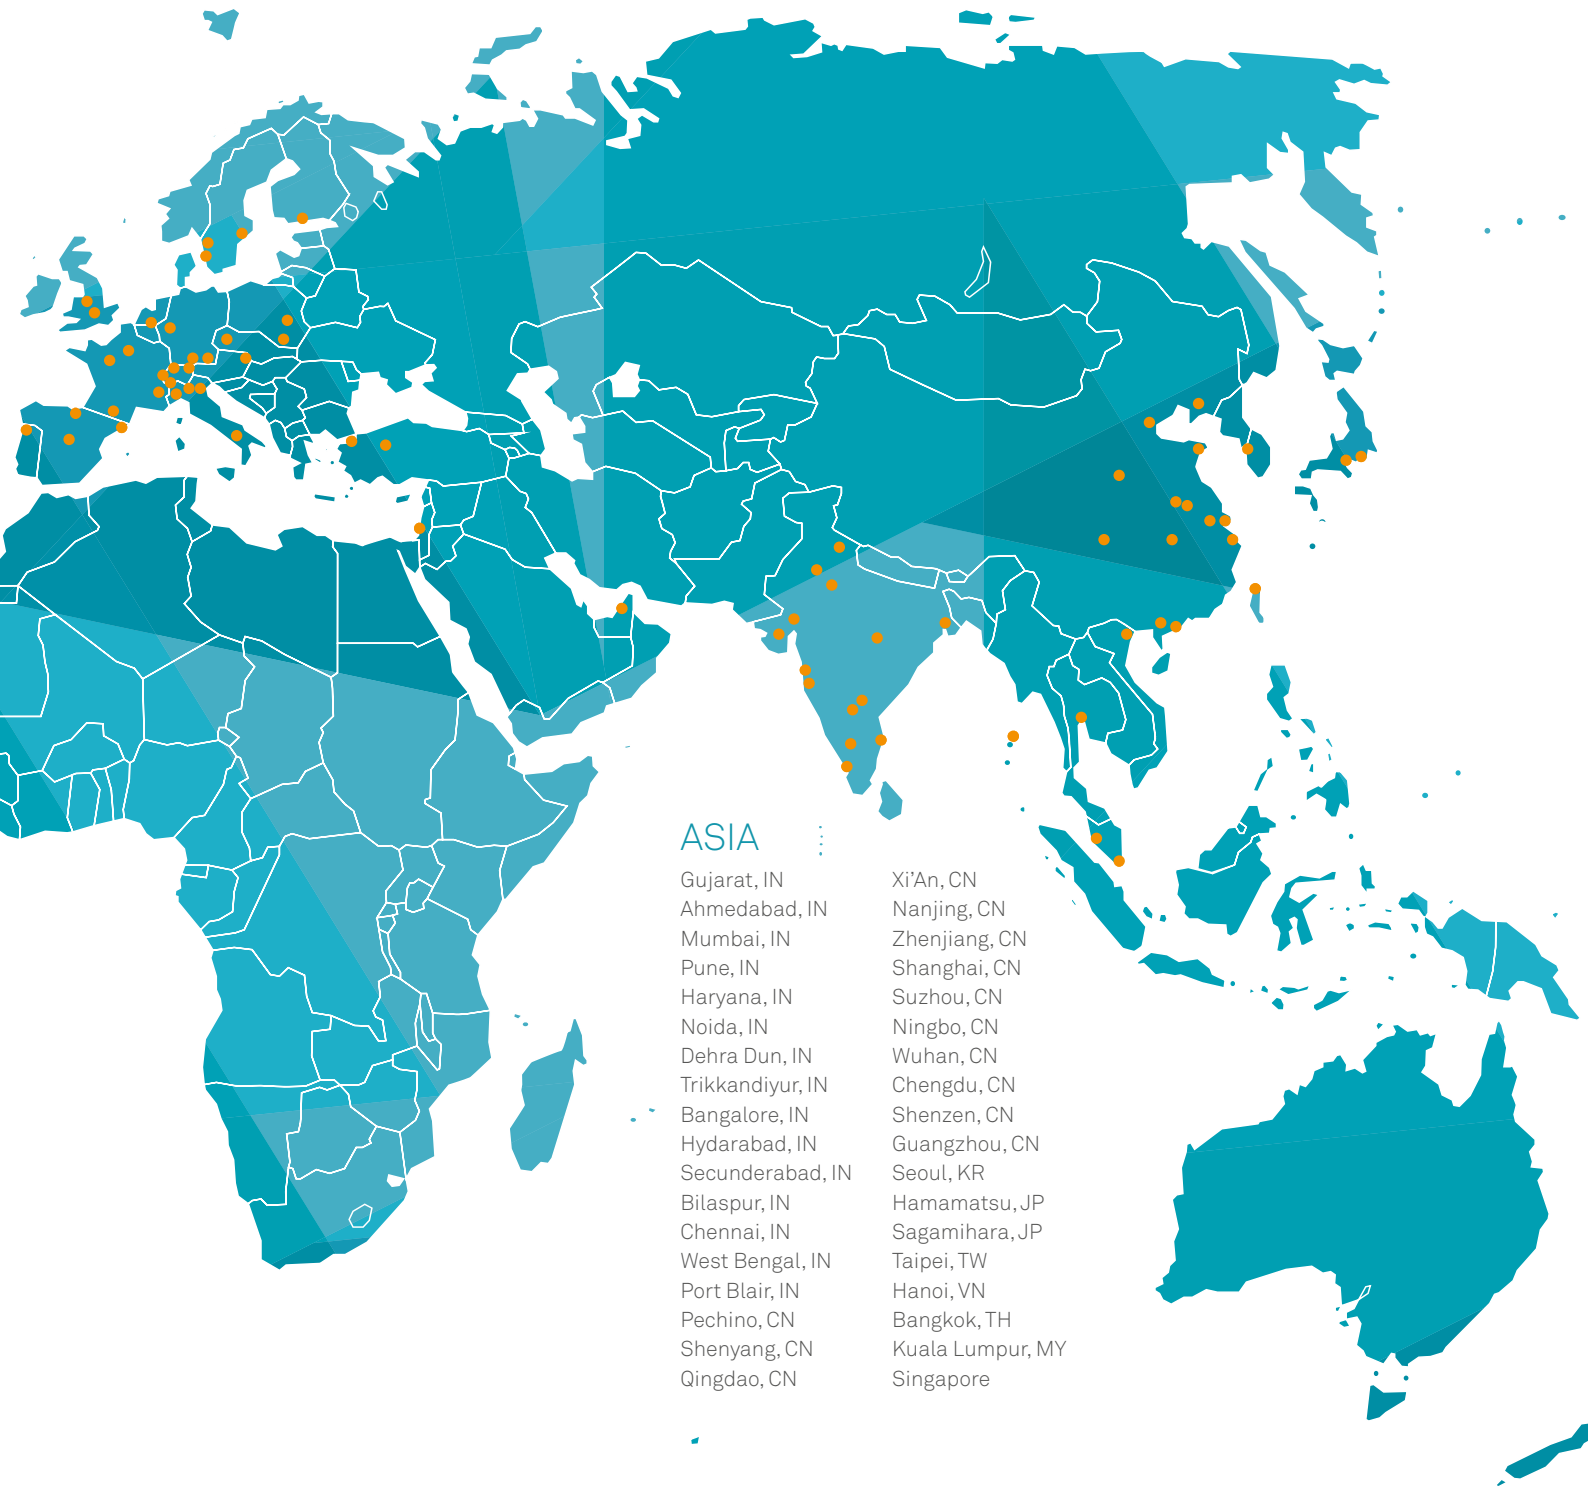 ASIA
Gujarat, IN
Ahmedabad, IN
Mumbai, IN
Pune, IN
Haryana, IN
Noida, IN
Dehra Dun, IN
Trikkandiyur, IN
Bangalore, IN
Hydarabad, IN
Secunderabad, IN
Bilaspur, IN
Chennai, IN
West Bengal, IN
Port Blair, IN
Pechino, CN
Shenyang, CN
Qingdao, CN
Xi’An, CN
Nanjing, CN
Zhenjiang, CN
Shanghai, CN
Suzhou, CN
Ningbo, CN
Wuhan, CN
Chengdu, CN
Shenzen, CN
Guangzhou, CN
Seoul, KR
Hamamatsu, JP
Sagamihara, JP
Taipei, TW
Hanoi, VN
Bangkok, TH
Kuala Lumpur, MY
Singapore